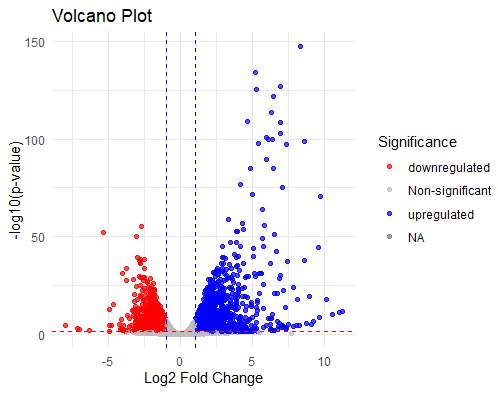 Volcano Plot
150
100
50
0
-log10(p-value)
-5
0
5
10
Log2 Fold Change
Significance
downregulated
Non-significant
upregulated
NA